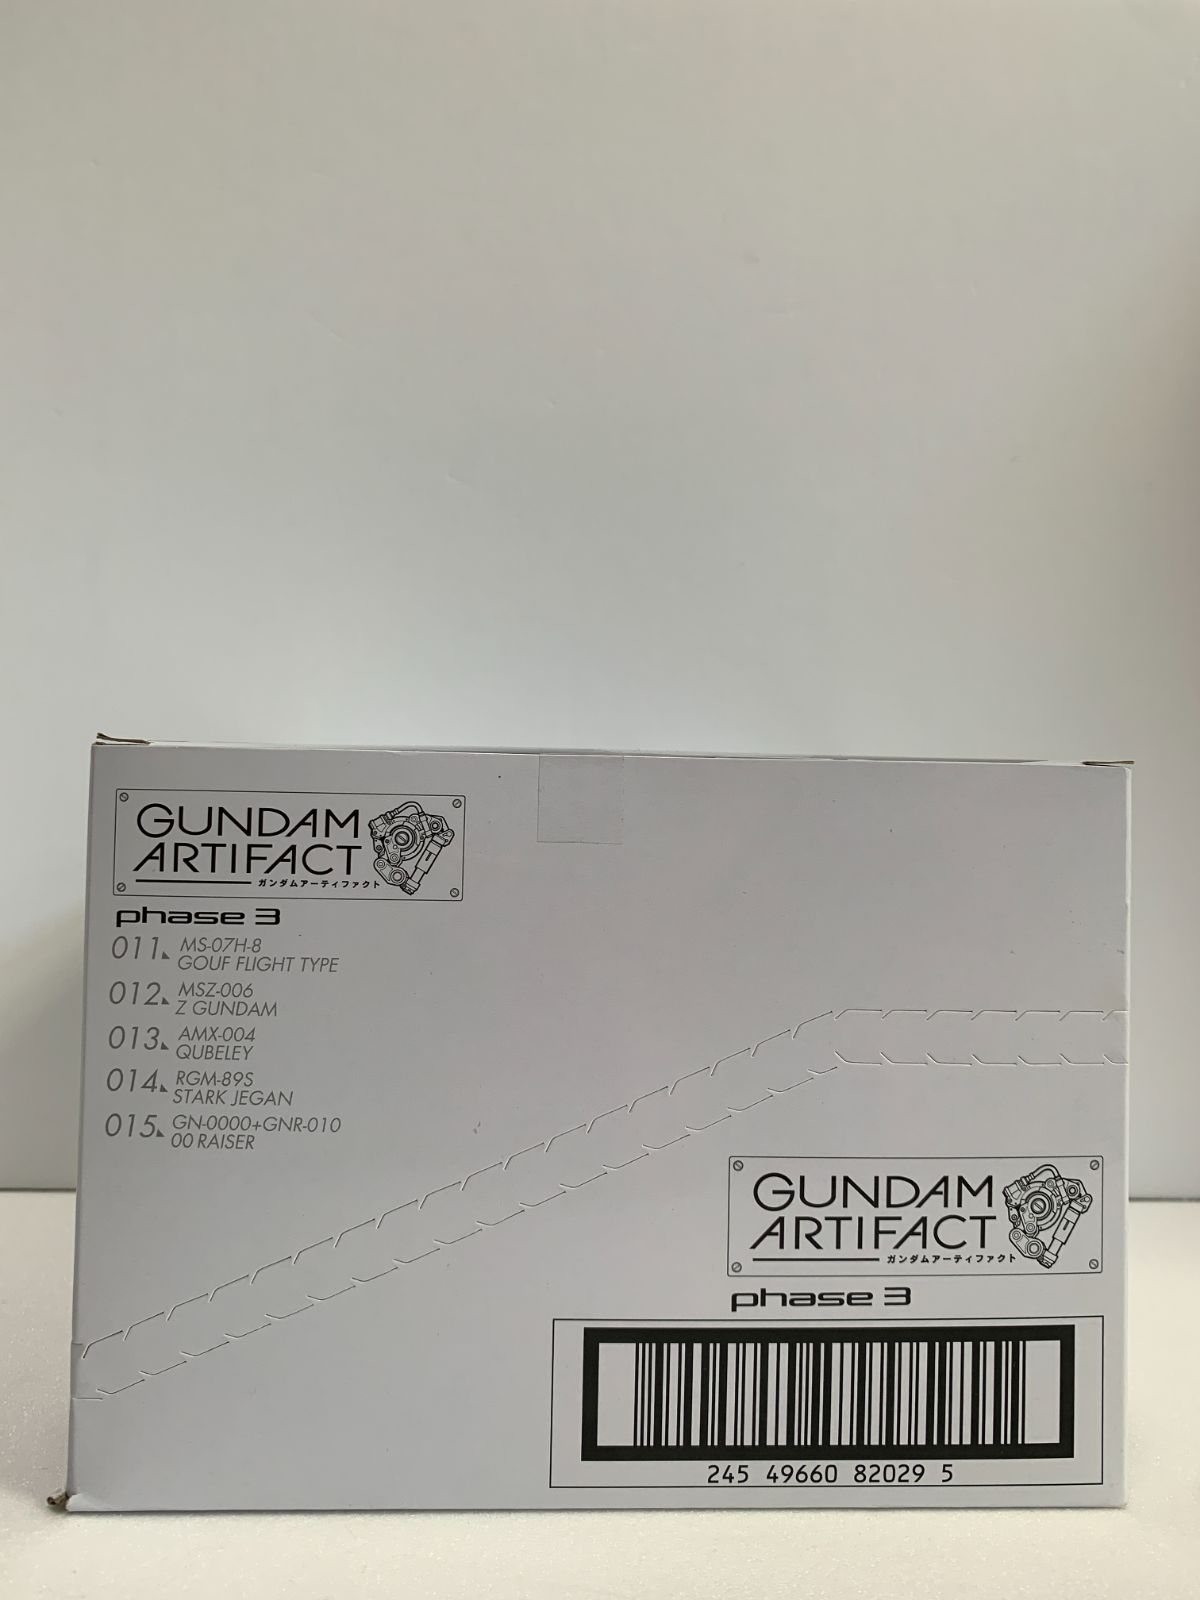 GUNDAM
ARTIFACT
ガンダムアーティファクト
phase 3
011 MS-07H-8
GOUF FLIGHT TYPE
012 MSZ-006
Z GUNDAM
013 AMX-004
QUBELEY
014 RGM-89S
STARK JEGAN
015 GN-0000+GNR-010
00 RAISER
GUNDAM
ARTIFACT
ガンダムアーティファクト
phase 3
245 49660 82029 5